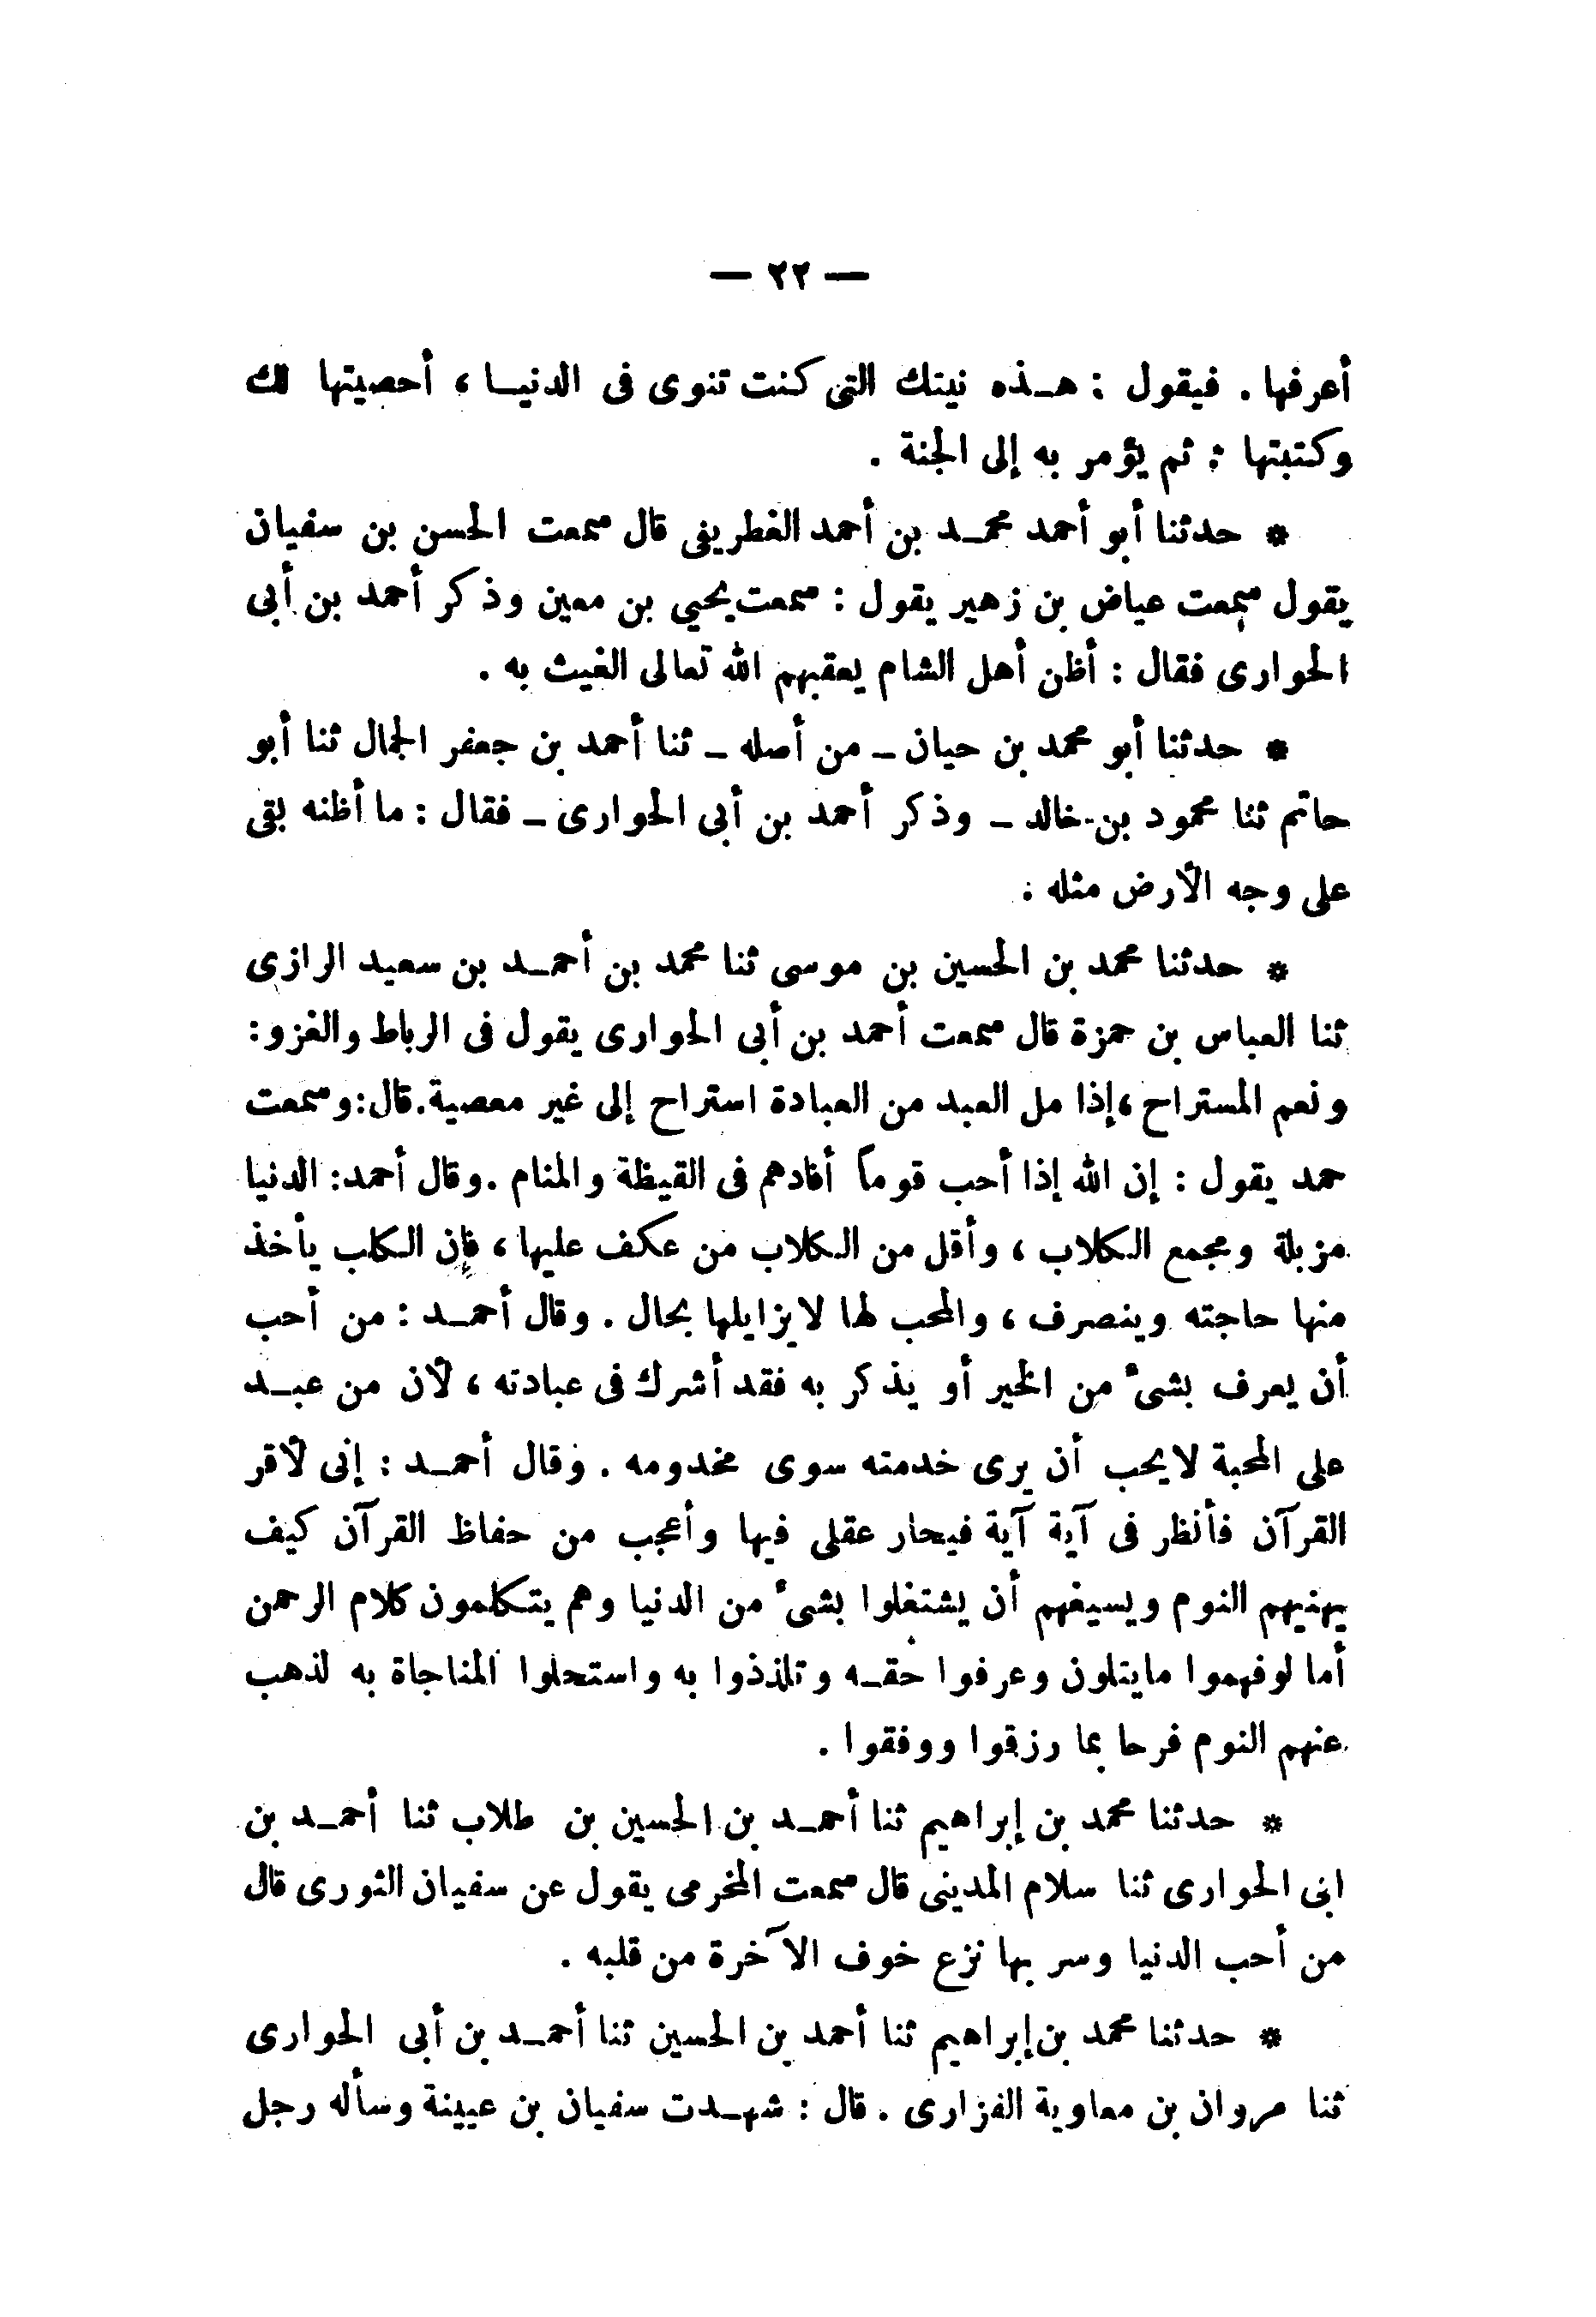 — ٢٢ —
أعرفها . فيقول : هـذه نيتك التى كنت تنوى فى الدنيـا ، أحصيتها لك
وكتبتها : ثم يؤمر به إلى الجنة .
* حدثنا أبو أحمد محمـد بن أحمد الغطريفى قال سمعت الحسن بن سفيان
يقول سمعت عياض بن زهير يقول : سمعت يحيي بن معين وذكر أحمد بن أبى
الحوارى فقال : أظن أهل الشام يعقبهم الله تعالى الغيث به .
* حدثنا أبو محمد بن حيان ــ من أصله ــ ثنا أحمد بن جعفر الجمال ثنا أبو
حاتم ثنا محمود بن خالد ــ وذكر أحمد بن أبى الحوارى ــ فقال : ما أظنه بقى
على وجه الأرض مثله .
* حدثنا محمد بن الحسين بن موسى ثنا محمد بن أحمـد بن سعيد الرازى
ثنا العباس بن حمزة قال سمعت أحمد بن أبى الحوارى يقول فى الرباط والغزو :
ونعم المستراح ،إذا مل العبد من العبادة استراح إلى غير معصية.قال:وسمعت
حمد يقول : إن الله إذا أحب قوماً أفادهم فى القيظة والمنام .وقال أحمد: الدنيا
مزبلة ومجمع الكلاب ، وأقل من الكلاب من عكف عليها ، فإن الكلب يأخذ
منها حاجته وينصرف ، والمحب لها لايزايلها بحال . وقال أحمـد : من أحب
أن يعرف بشىء من الخير أو يذكر به فقد أشرك فى عبادته ، لأن من عبـد
على المحبة لايحب أن يرى خدمته سوى مخدومه . وقال أحمـد : إنى لأقر
القرآن فأنظر فى آية آية فيحار عقلى فيها وأعجب من حفاظ القرآن كيف
يهنيهم النوم ويسيغهم أن يشتغلوا بشىء من الدنيا وهم يتكلمون كلام الرحمن
أما لوفهموا مايتلون وعرفوا حقـه وتلذذوا به واستحلوا المناجاة به لذهب
عنهم النوم فرحا بما رزقوا ووفقوا .
* حدثنا محمد بن إبراهيم ثنا أحمـد بن الحسين بن طلاب ثنا أحمـد بن
ابى الحوارى ثنا سلام المدينى قال سمعت المخرمى يقول عن سفيان الثورى قال
من أحب الدنيا وسر بها نزع خوف الآخرة من قلبه .
* حدثنا محمد بن إبراهيم ثنا أحمد بن الحسين ثنا أحمـد بن أبى الحوارى
ثنا مروان بن معاوية الفزارى . قال : شهـدت سفيان بن عيينة وسأله رجل